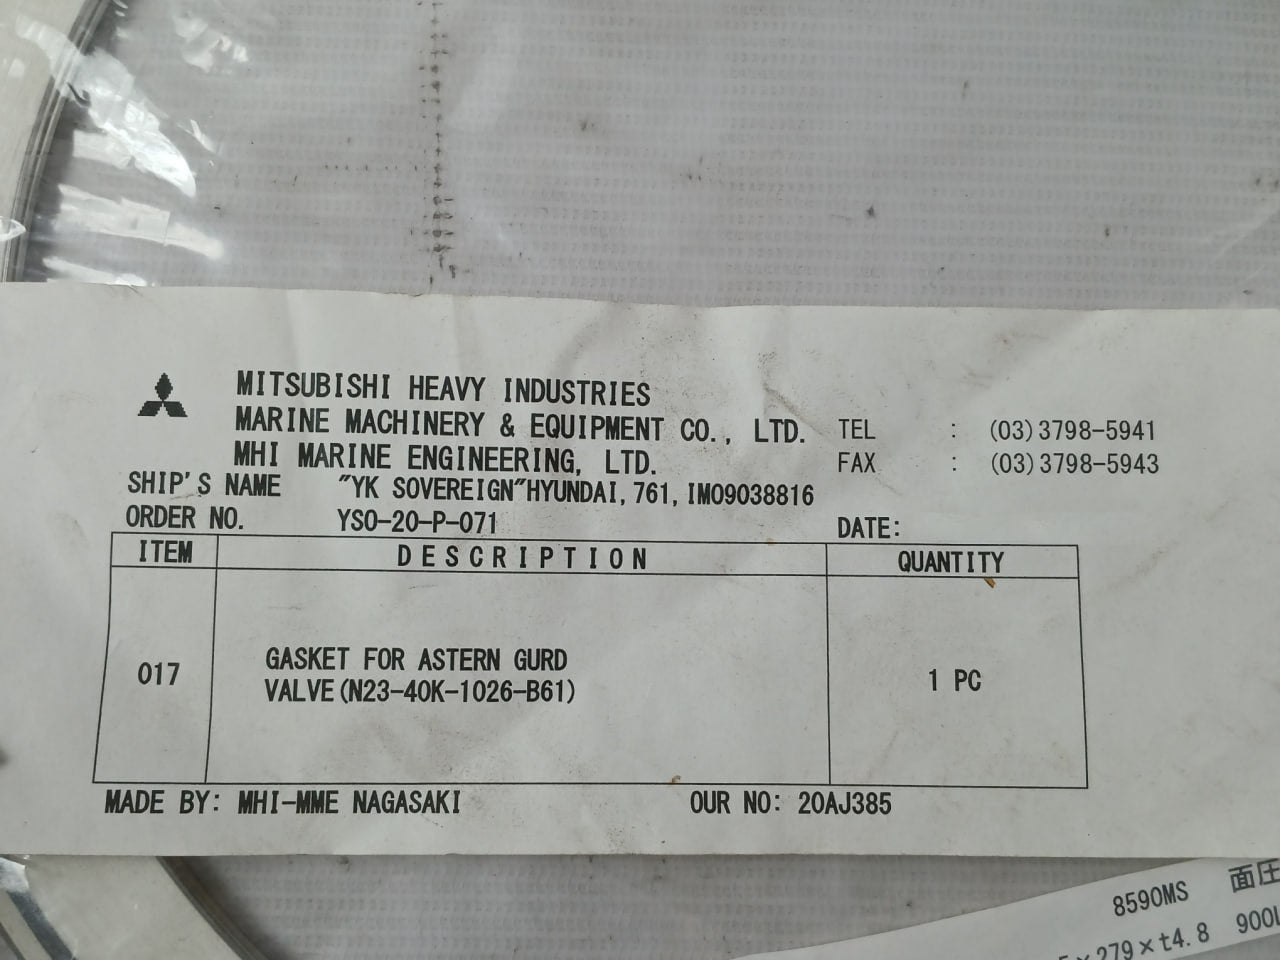 MITSUBISHI HEAVY INDUSTRIES
MARINE MACHINERY & EQUIPMENT CO., LTD. TEL : (03)3798-5941
MHI MARINE ENGINEERING, LTD. FAX : (03)3798-5943
SHIP'S NAME "YK SOVEREIGN"HYUNDAI,761,IMO9038816
ORDER NO. YSO-20-P-071 DATE:
ITEM DESCRIPTION QUANTITY
017 GASKET FOR ASTERN GURD
VALVE(N23-40K-1026-B61) 1 PC
MADE BY: MHI-MME NAGASAKI OUR NO: 20AJ385
8590MS 面圧
×279×t4.8 900